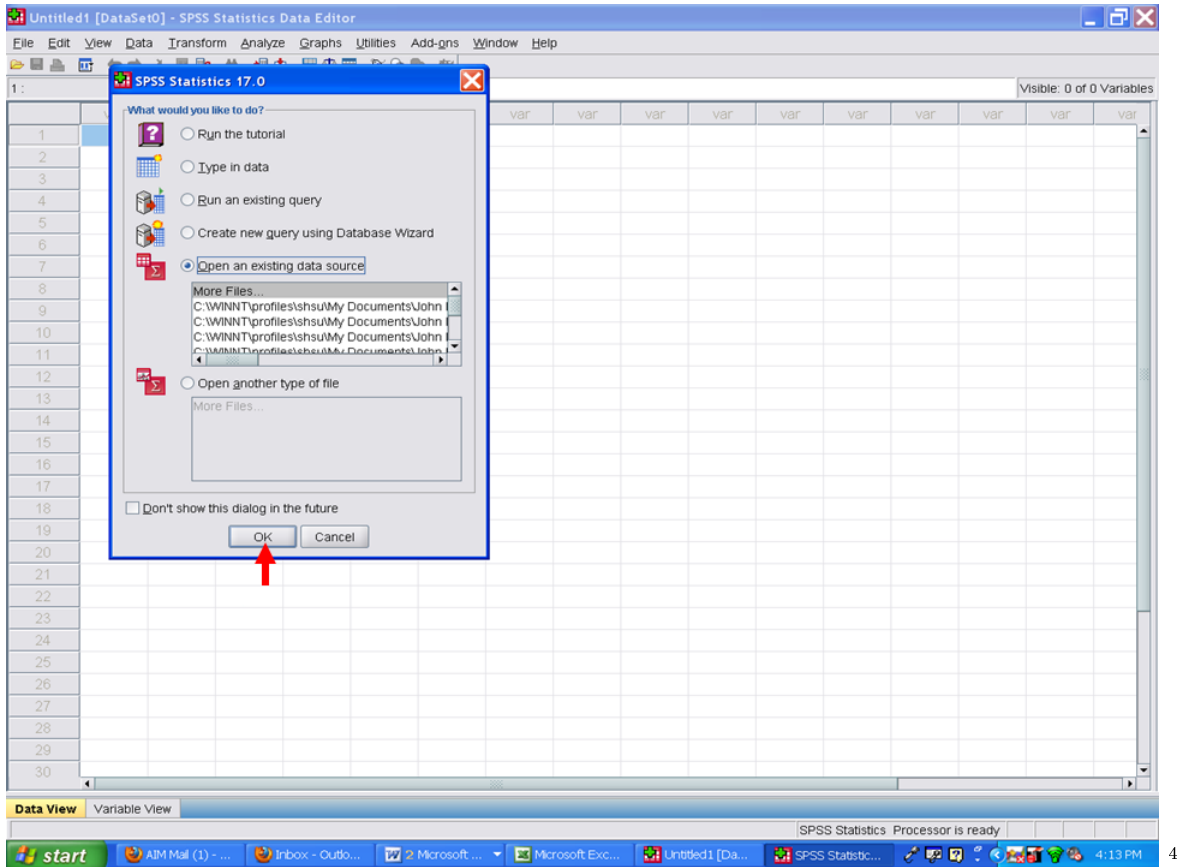 Untitled1 [DataSet0] - SPSS Statistics Data Editor
File Edit View Data Transform Analyze Graphs Utilities Add-ons Window Help
1 :
Visible: 0 of 0 Variables
var var var var var var var var var var
SPSS Statistics 17.0
What would you like to do?
Run the tutorial
Type in data
Run an existing query
Create new query using Database Wizard
Open an existing data source
More Files...
C:\WINNT\profiles\shsu\My Documents\John
C:\WINNT\profiles\shsu\My Documents\John
C:\WINNT\profiles\shsu\My Documents\John
C:\WINNT\profiles\shsu\My Documents\John
Open another type of file
More Files...
Don't show this dialog in the future
OK Cancel
1
2
3
4
5
6
7
8
9
10
11
12
13
14
15
16
17
18
19
20
21
22
23
24
25
26
27
28
29
30
Data View Variable View
SPSS Statistics Processor is ready
start AIM Mail (1) - ... Inbox - Outlo... 2 Microsoft ... Microsoft Exc... Untitled1 [Da... SPSS Statistic... 4:13 PM
4